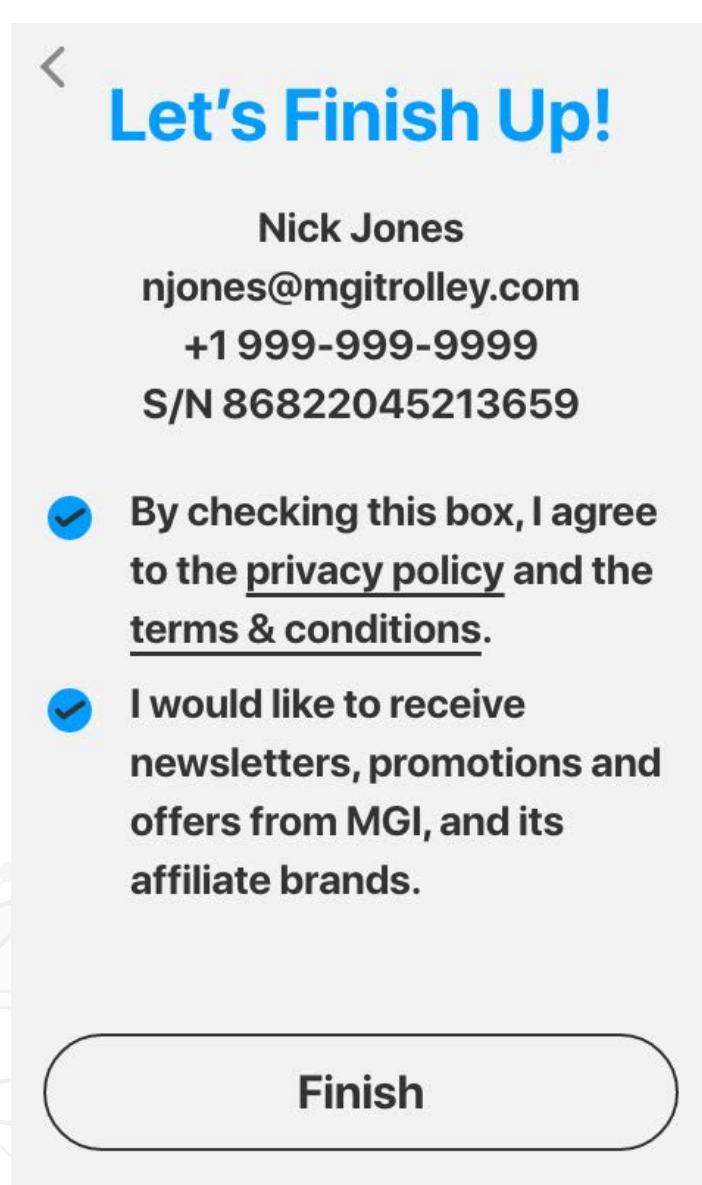 Let's Finish Up!
Nick Jones
njones@mgitrolley.com
+1 999-999-9999
S/N 86822045213659
By checking this box, I agree
to the privacy policy and the
terms & conditions.
I would like to receive
newsletters, promotions and
offers from MGI, and its
affiliate brands.
Finish